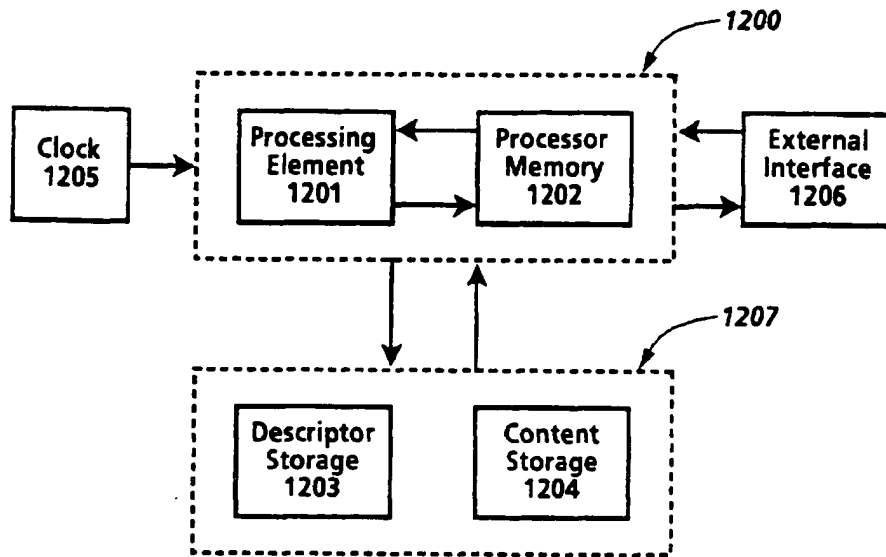 1200
Clock
1205
Processing
Element
1201
Processor
Memory
1202
External
Interface
1206
1207
Descriptor
Storage
1203
Content
Storage
1204